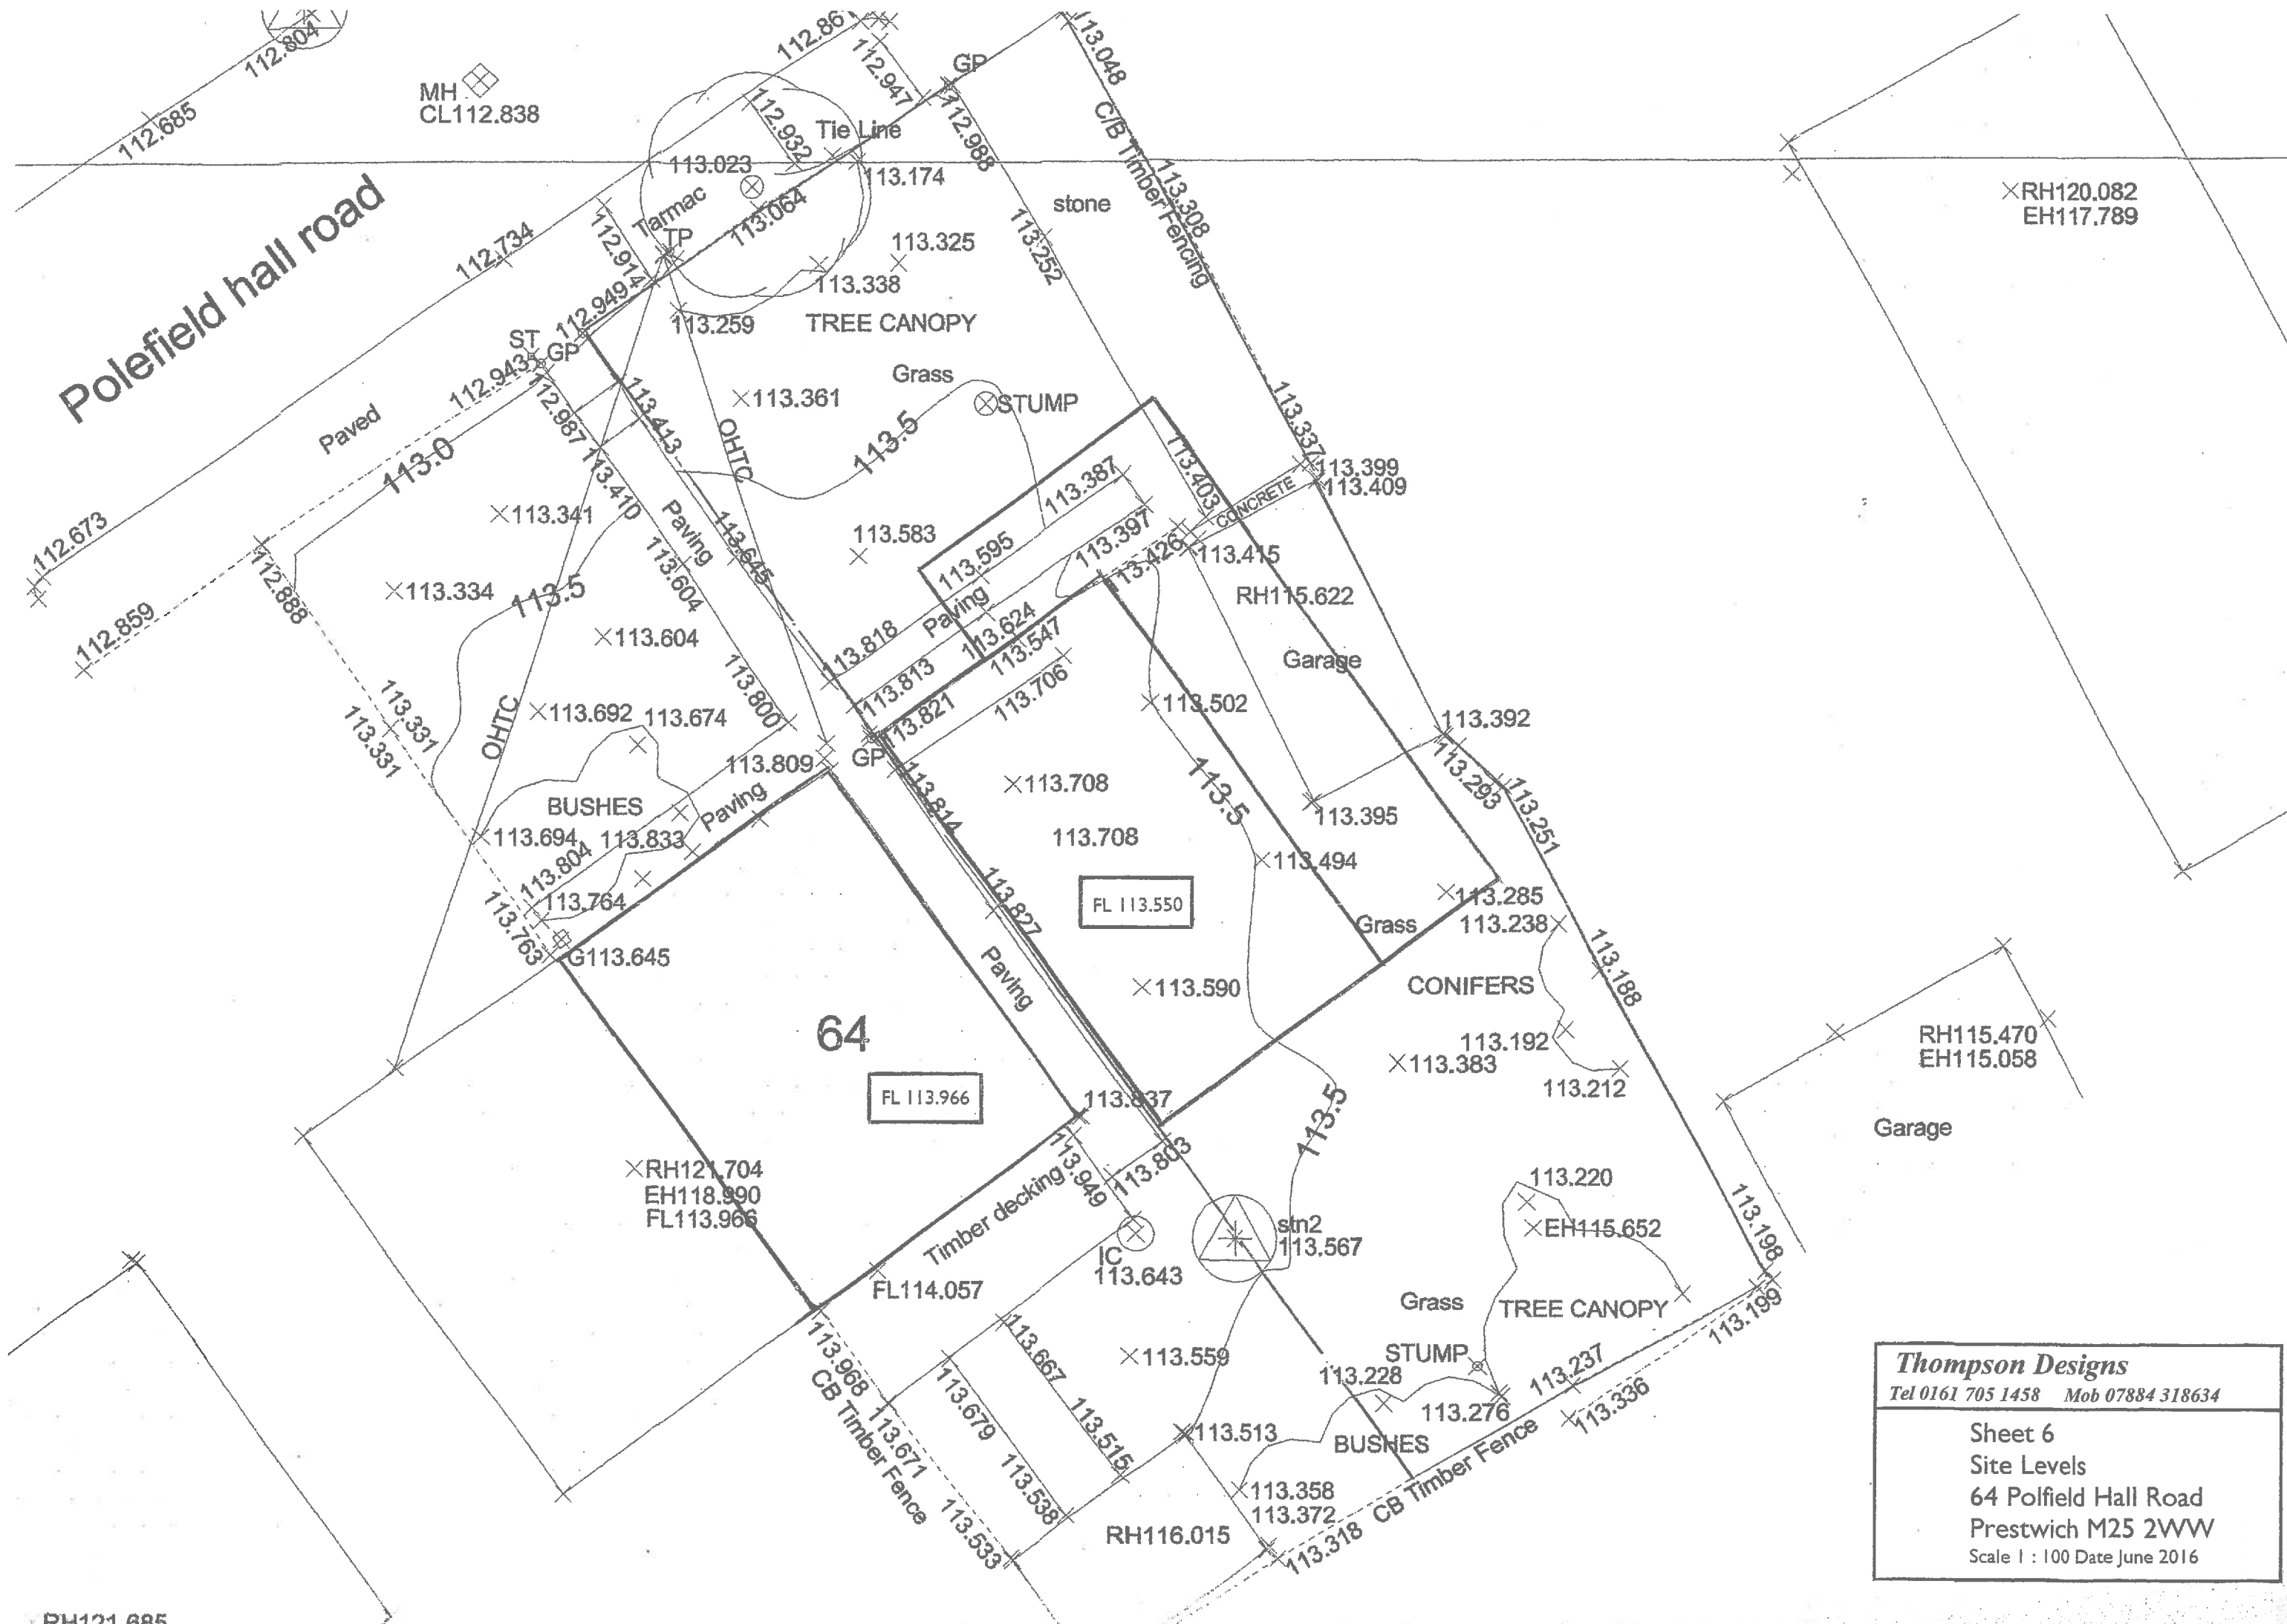 112.804
112.685
MH
CL112.838
112.861
112.947
GP
113.048
112.988
C/B Timber Fencing
113.308
112.932
Tie Line
113.023
113.174
Tarmac
113.064
stone
RH120.082
EH117.789
Polefield hall road
112.734
112.914
TP
113.325
113.338
113.252
112.949
113.259
TREE CANOPY
ST
GP
112.943
112.987
Grass
113.361
STUMP
113.413
OHTC
113.5
113.337
Paved
113.0
113.410
113.387
113.403
113.399
113.409
CONCRETE
113.341
Paving
113.645
113.583
113.595
113.397
113.426
113.415
112.673
112.888
113.334
113.5
113.604
RH115.622
112.859
113.604
Paving
113.624
113.547
Garage
113.818
113.813
113.706
113.800
113.331
113.331
OHTC
113.692
113.674
113.821
113.502
113.392
GP
113.809
113.293
BUSHES
Paving
113.708
113.5
113.395
113.251
113.694
113.833
113.814
113.708
113.494
113.804
113.764
113.827
FL 113.550
113.285
113.763
Grass
113.238
G113.645
Paving
113.590
CONIFERS
113.188
64
113.192
113.383
RH115.470
EH115.058
FL 113.966
113.837
113.212
113.5
Garage
113.949
113.803
RH121.704
EH118.990
FL113.966
Timber decking
113.220
EH115.652
stn2
113.567
IC
113.643
113.198
FL114.057
Grass
TREE CANOPY
113.199
113.968
CB Timber Fence
113.667
113.559
STUMP
113.228
113.237
113.679
113.515
113.276
113.336
113.671
113.513
BUSHES
113.538
113.358
113.372
CB Timber Fence
113.533
RH116.015
113.318
RH121.685
Thompson Designs
Tel 0161 705 1458 Mob 07884 318634
Sheet 6
Site Levels
64 Polfield Hall Road
Prestwich M25 2WW
Scale 1 : 100 Date June 2016